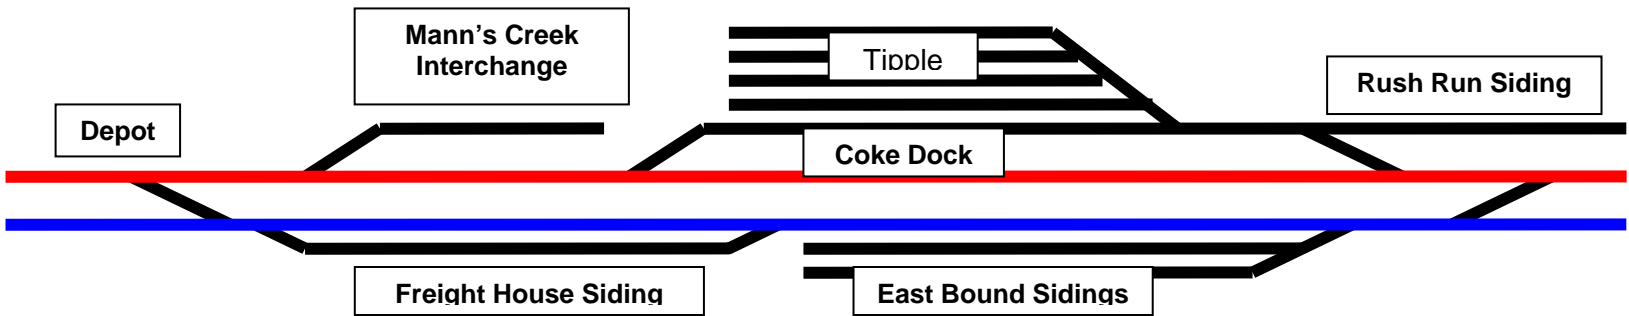 Mann’s Creek
Interchange
Tipple
Rush Run Siding
Depot
Coke Dock
Freight House Siding
East Bound Sidings